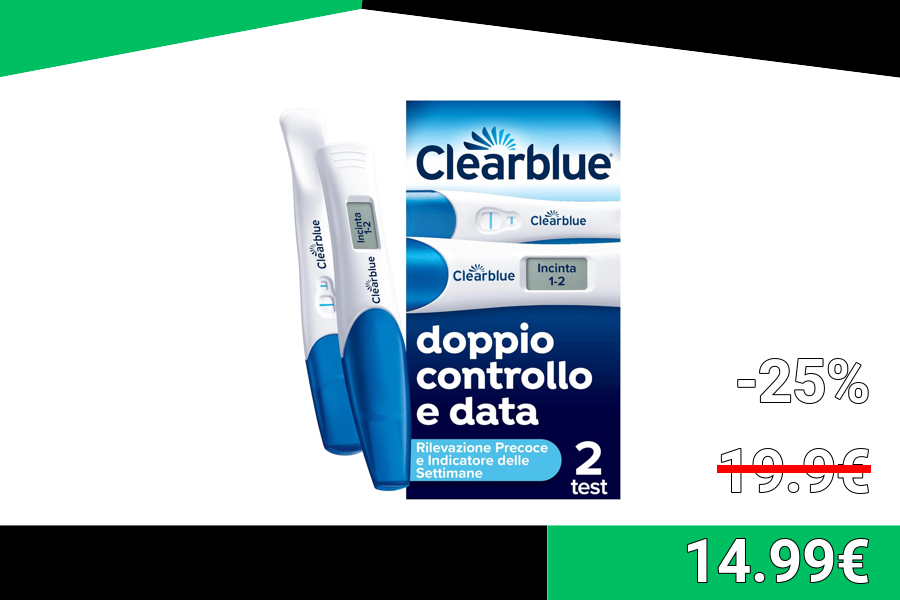 Clearblue
Clearblue
Clearblue
Incinta
1-2
doppio
controllo
e data
Rilevazione Precoce
e Indicatore delle
Settimane
2
test
Clearblue
Incinta
1-2
Clearblue
-25%
19.9€
14.99€